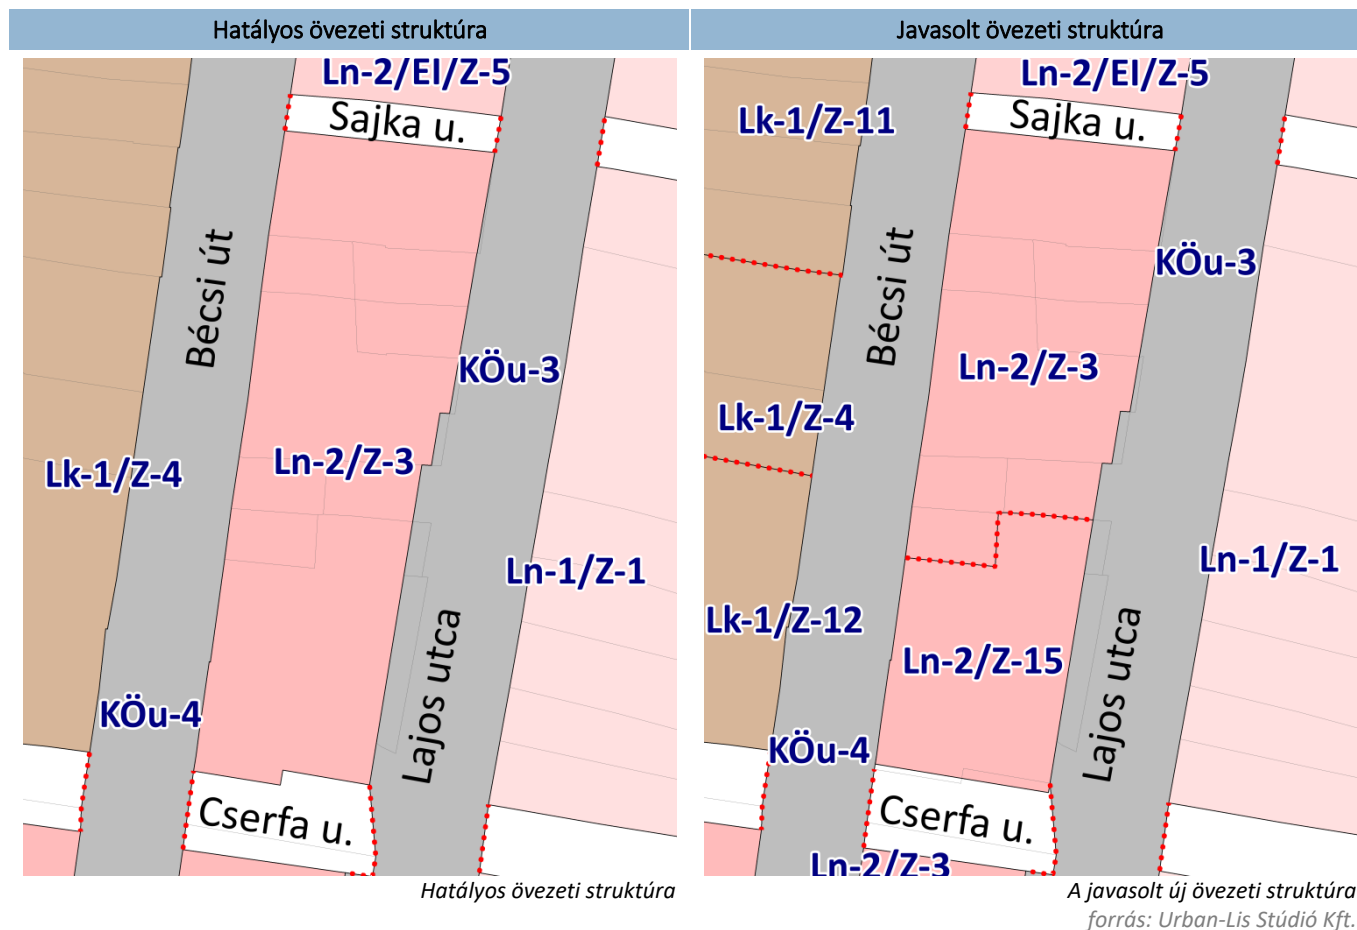 Hatályos övezeti struktúra
Javasolt övezeti struktúra
Ln-2/EI/Z-5
Sajka u.
Bécsi út
KÖu-3
Ln-2/Z-3
Lk-1/Z-4
Ln-1/Z-1
Lajos utca
KÖu-4
Cserfa u.
Hatályos övezeti struktúra
Ln-2/EI/Z-5
Lk-1/Z-11
Sajka u.
Bécsi út
KÖu-3
Ln-2/Z-3
Lk-1/Z-4
Ln-1/Z-1
Lk-1/Z-12
Ln-2/Z-15
Lajos utca
KÖu-4
Cserfa u.
Ln-2/Z-3
A javasolt új övezeti struktúra
forrás: Urban-Lis Stúdió Kft.